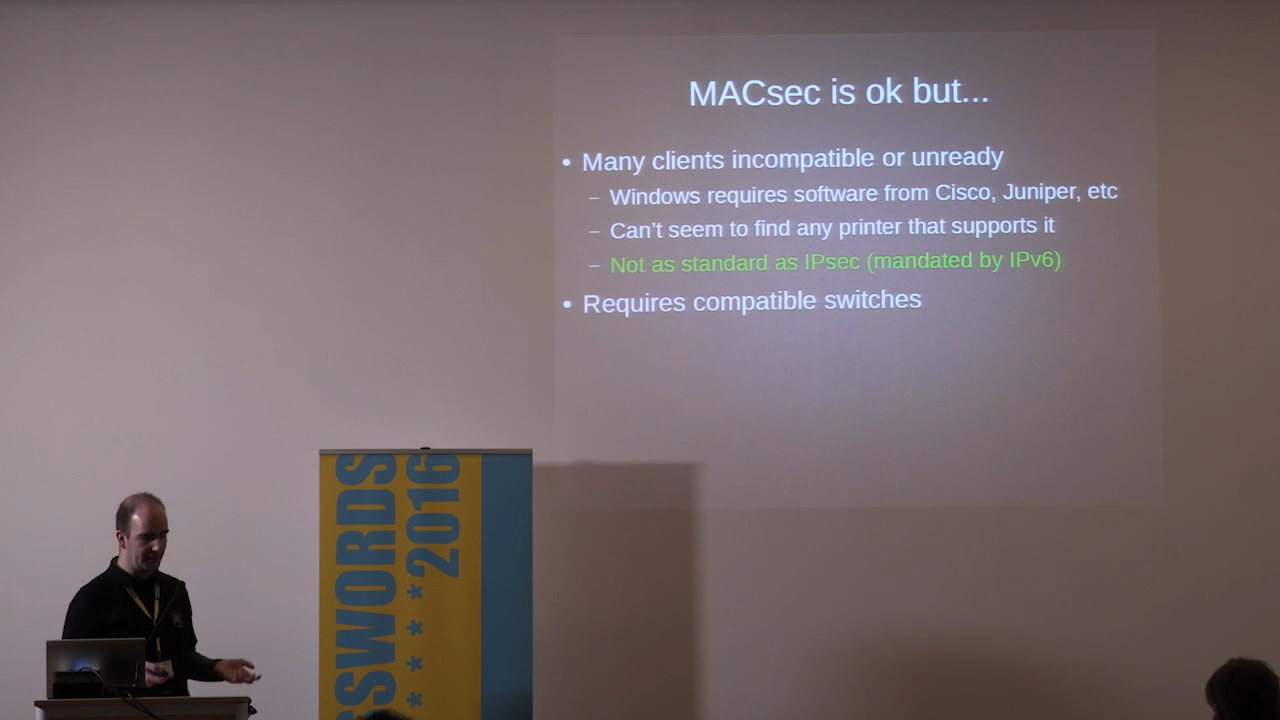 MACsec is ok but...
• Many clients incompatible or unready
– Windows requires software from Cisco, Juniper, etc
– Can't seem to find any printer that supports it
– Not as standard as IPsec (mandated by IPv6)
• Requires compatible switches
SSWORDS
* * * *2016